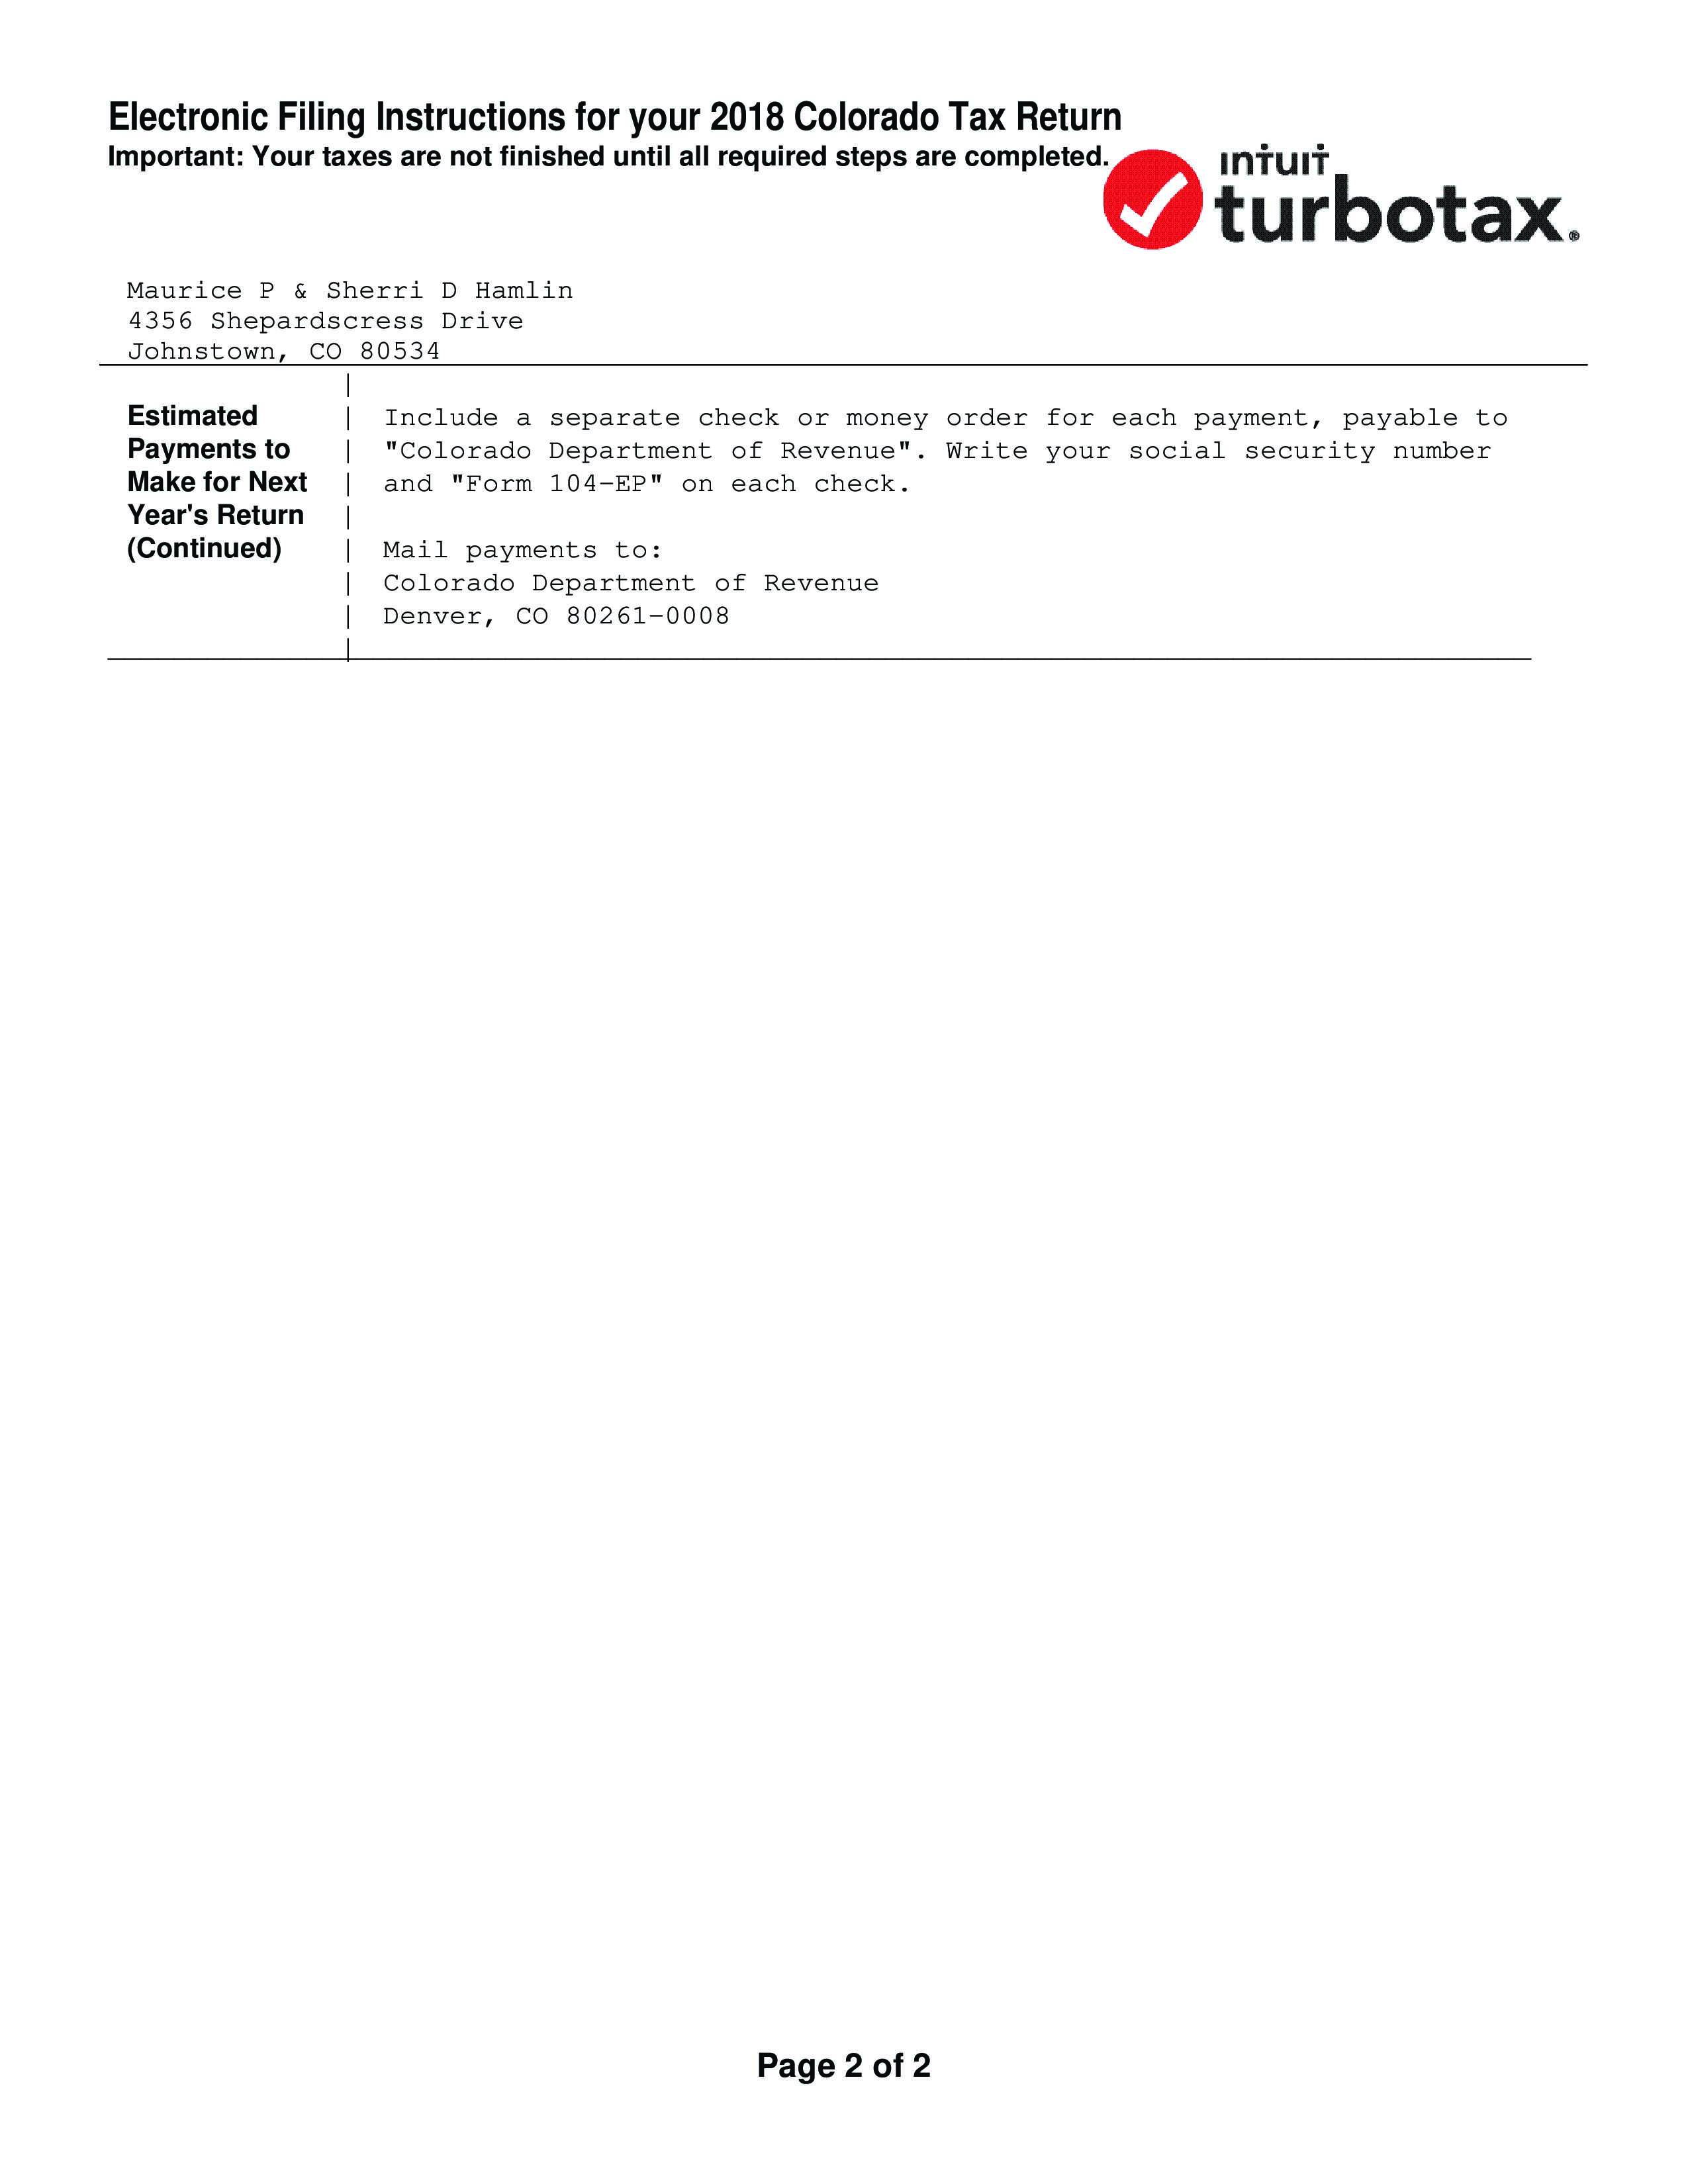 Electronic Filing Instructions for your 2018 Colorado Tax Return
Important: Your taxes are not finished until all required steps are completed.
intuit
turbotax®
Maurice P & Sherri D Hamlin
4356 Shepardscress Drive
Johnstown, CO 80534
Estimated
Payments to
Make for Next
Year's Return
(Continued)
Include a separate check or money order for each payment, payable to
"Colorado Department of Revenue". Write your social security number
and "Form 104-EP" on each check.
Mail payments to:
Colorado Department of Revenue
Denver, CO 80261-0008
Page 2 of 2